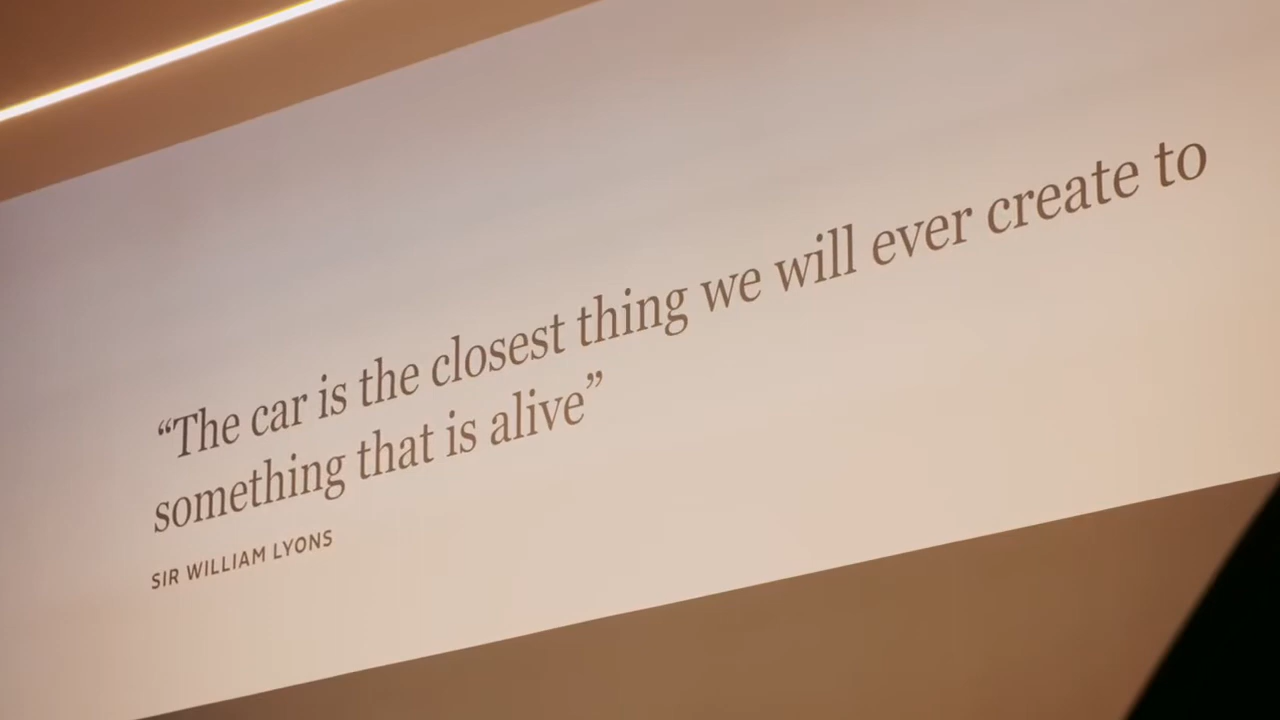 “The car is the closest thing we will ever create to
something that is alive”
SIR WILLIAM LYONS